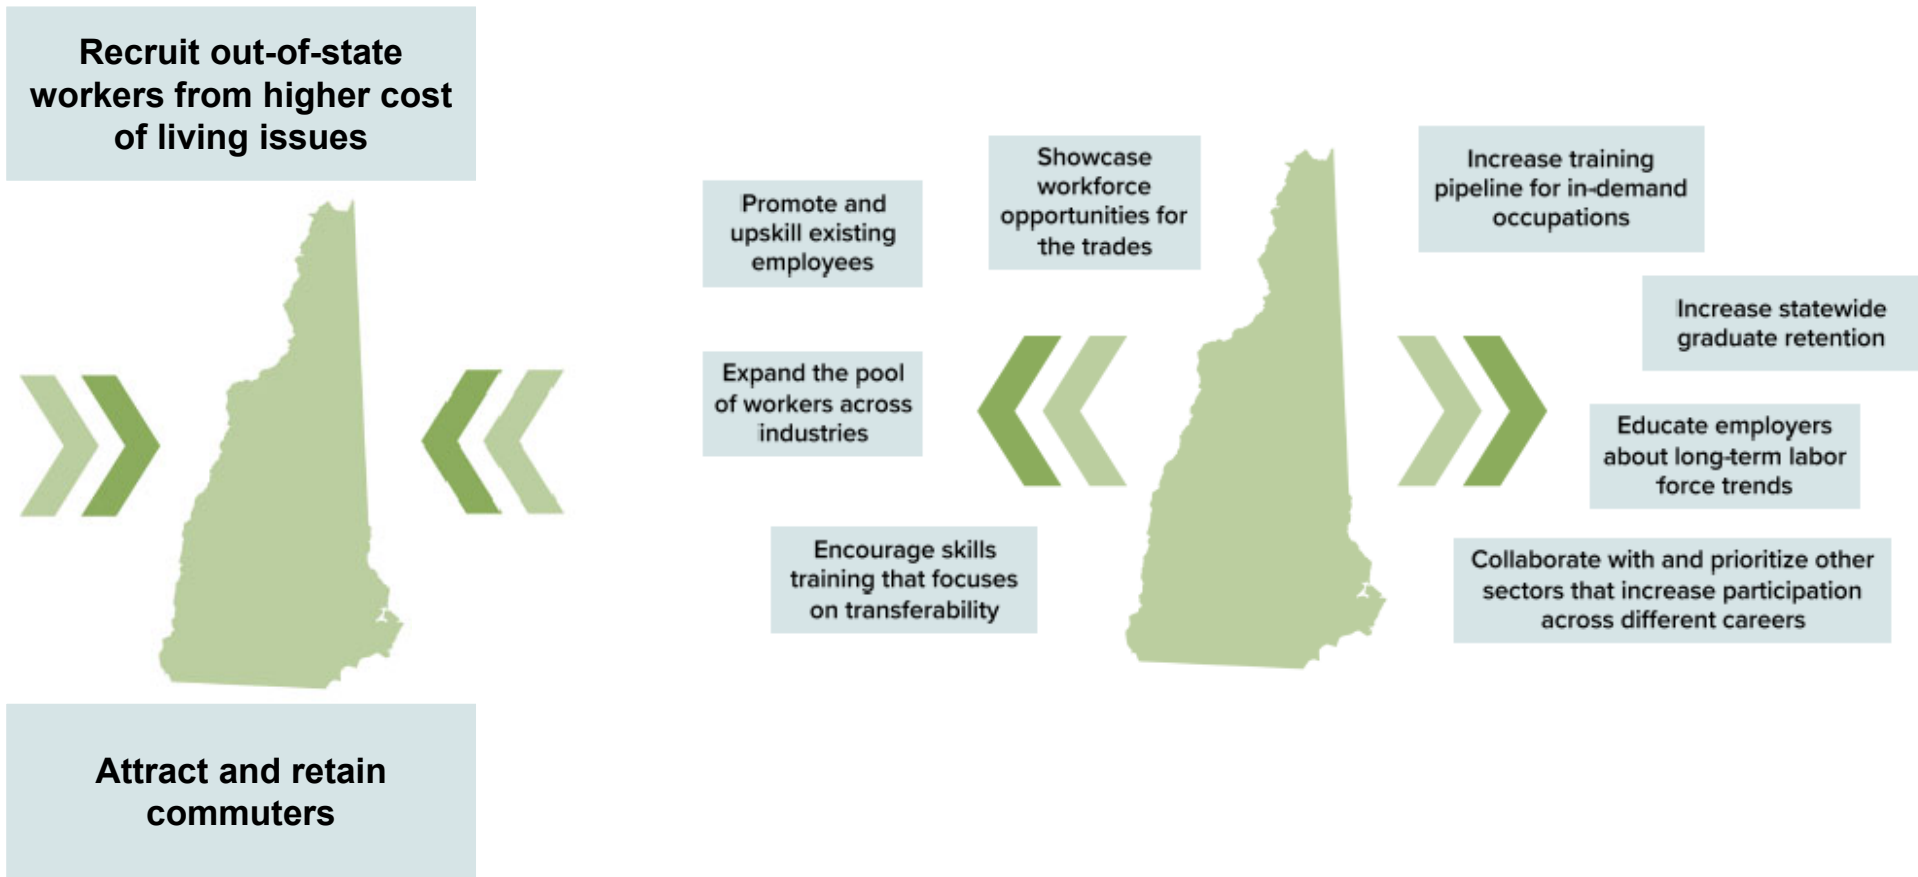 Recruit out-of-state
workers from higher cost
of living issues
Attract and retain
commuters
Promote and
upskill existing
employees
Showcase
workforce
opportunities for
the trades
Increase training
pipeline for in-demand
occupations
Increase statewide
graduate retention
Expand the pool
of workers across
industries
Educate employers
about long-term labor
force trends
Encourage skills
training that focuses
on transferability
Collaborate with and prioritize other
sectors that increase participation
across different careers